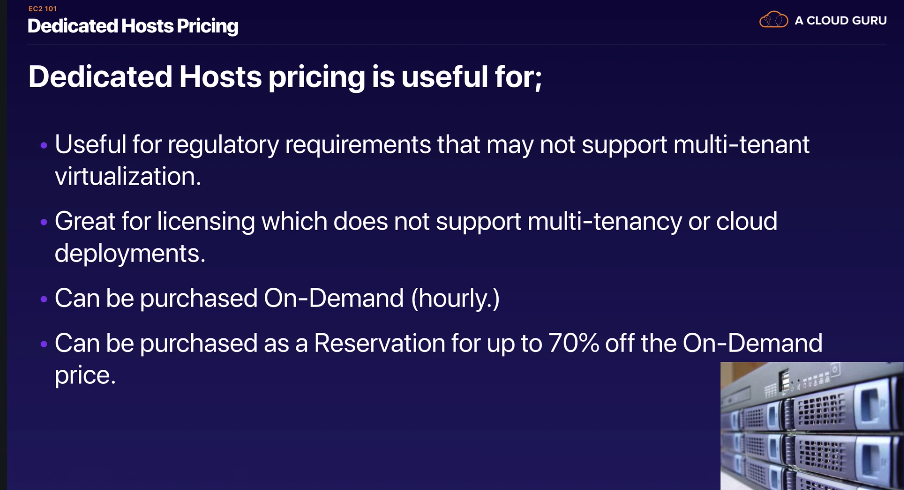 EC2 101
Dedicated Hosts Pricing
A CLOUD GURU
Dedicated Hosts pricing is useful for;
• Useful for regulatory requirements that may not support multi-tenant
virtualization.
• Great for licensing which does not support multi-tenancy or cloud
deployments.
• Can be purchased On-Demand (hourly.)
• Can be purchased as a Reservation for up to 70% off the On-Demand
price.